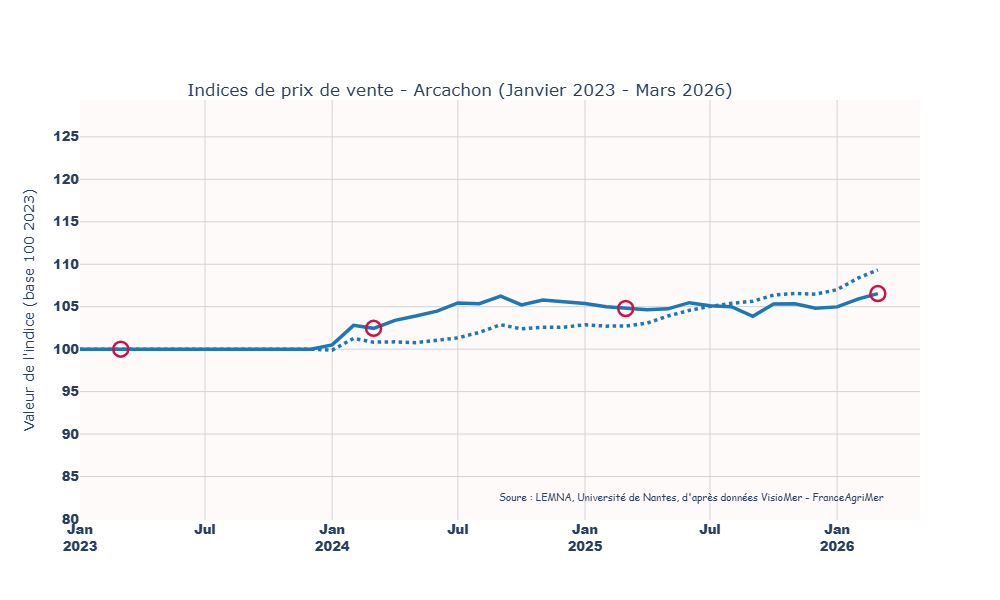 Indices de prix de vente - Arcachon (Janvier 2023 - Mars 2026)
Valeur de l'indice (base 100 2023)
125
120
115
110
105
100
95
90
85
80
Soure : LEMNA, Université de Nantes, d'après données VisioMer - FranceAgriMer
Jan
2023
Jul
Jan
2024
Jul
Jan
2025
Jul
Jan
2026